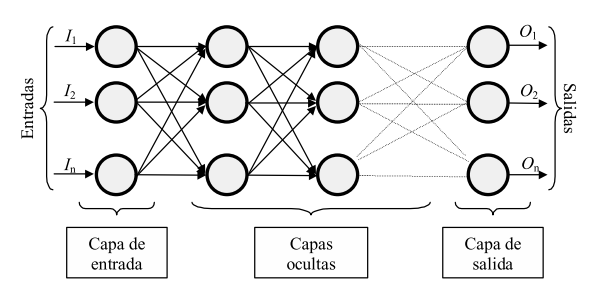 Entradas
I1
I2
In
O1
O2
On
Salidas
Capa de
entrada
Capas
ocultas
Capa de
salida